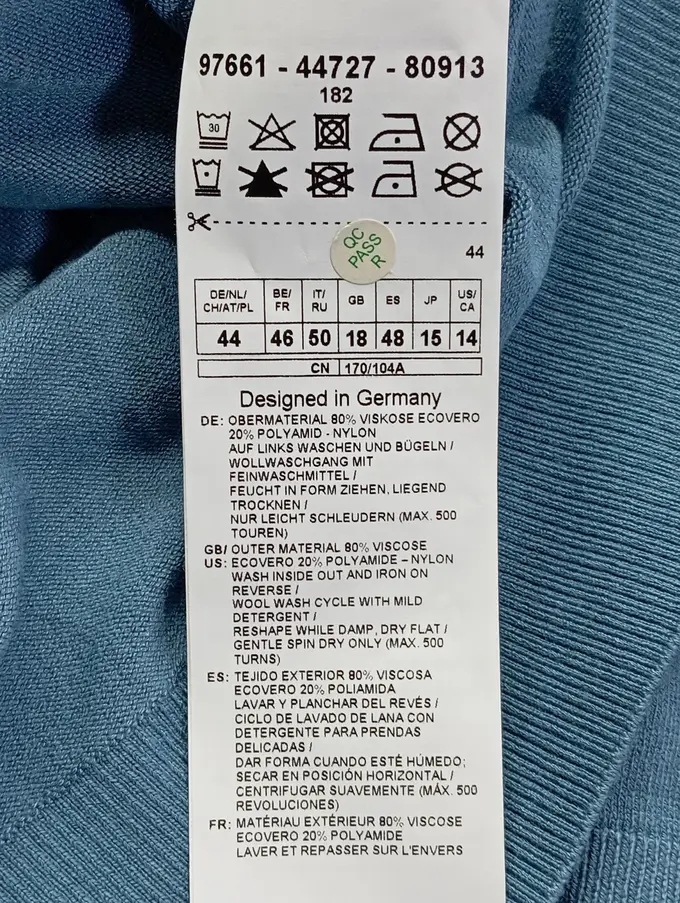 97661 - 44727 - 80913
182
30
QC
PASS
R
44
DE/NL/ BE/ IT/ GB ES JP US/
CH/AT/PL FR RU CA
44 46 50 18 48 15 14
CN 170/104A
Designed in Germany
DE: OBERMATERIAL 80% VISKOSE ECOVERO
20% POLYAMID - NYLON
AUF LINKS WASCHEN UND BÜGELN /
WOLLWASCHGANG MIT
FEINWASCHMITTEL /
FEUCHT IN FORM ZIEHEN, LIEGEND
TROCKNEN /
NUR LEICHT SCHLEUDERN (MAX. 500
TOUREN)
GB/ OUTER MATERIAL 80% VISCOSE
US: ECOVERO 20% POLYAMIDE – NYLON
WASH INSIDE OUT AND IRON ON
REVERSE /
WOOL WASH CYCLE WITH MILD
DETERGENT /
RESHAPE WHILE DAMP, DRY FLAT /
GENTLE SPIN DRY ONLY (MAX. 500
TURNS)
ES: TEJIDO EXTERIOR 80% VISCOSA
ECOVERO 20% POLIAMIDA
LAVAR Y PLANCHAR DEL REVÉS /
CICLO DE LAVADO DE LANA CON
DETERGENTE PARA PRENDAS
DELICADAS /
DAR FORMA CUANDO ESTÉ HÚMEDO;
SECAR EN POSICIÓN HORIZONTAL /
CENTRIFUGAR SUAVEMENTE (MÁX. 500
REVOLUCIONES)
FR: MATÉRIAU EXTÉRIEUR 80% VISCOSE
ECOVERO 20% POLYAMIDE
LAVER ET REPASSER SUR L'ENVERS